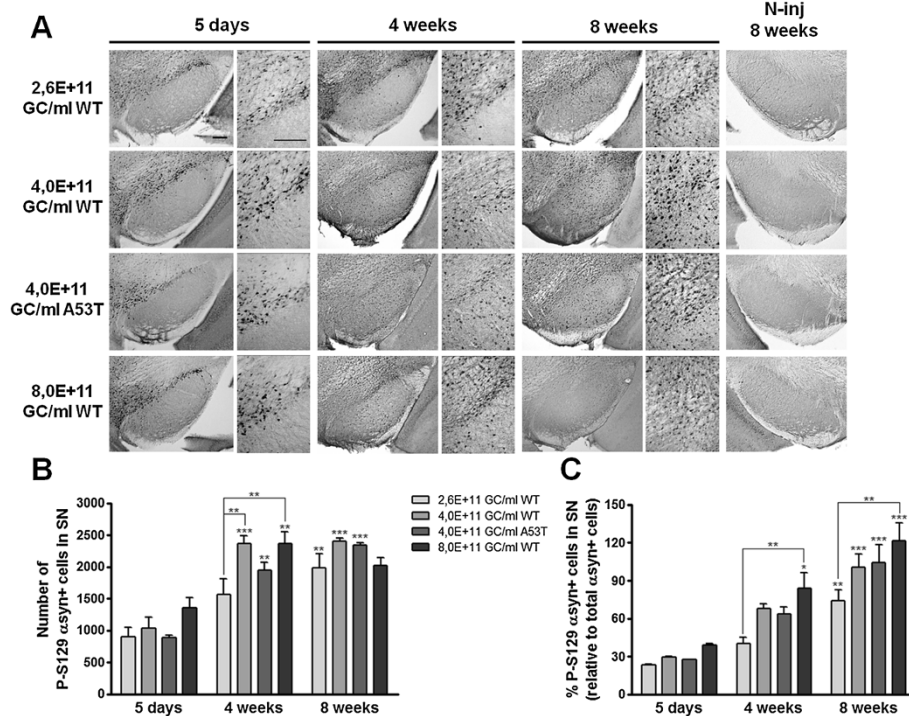 A
5 days
4 weeks
8 weeks
N-inj
8 weeks
2,6E+11
GC/ml WT
4,0E+11
GC/ml WT
4,0E+11
GC/ml A53T
8,0E+11
GC/ml WT
B
Number of
P-S129 αsyn+ cells in SN
3000
2500
2000
1500
1000
500
0
**
**
***
**
**
**
***
***
5 days
4 weeks
8 weeks
2,6E+11 GC/ml WT
4,0E+11 GC/ml WT
4,0E+11 GC/ml A53T
8,0E+11 GC/ml WT
C
% P-S129 αsyn+ cells in SN
(relative to total αsyn+ cells)
150
120
90
60
30
0
**
*
**
**
***
***
***
5 days
4 weeks
8 weeks